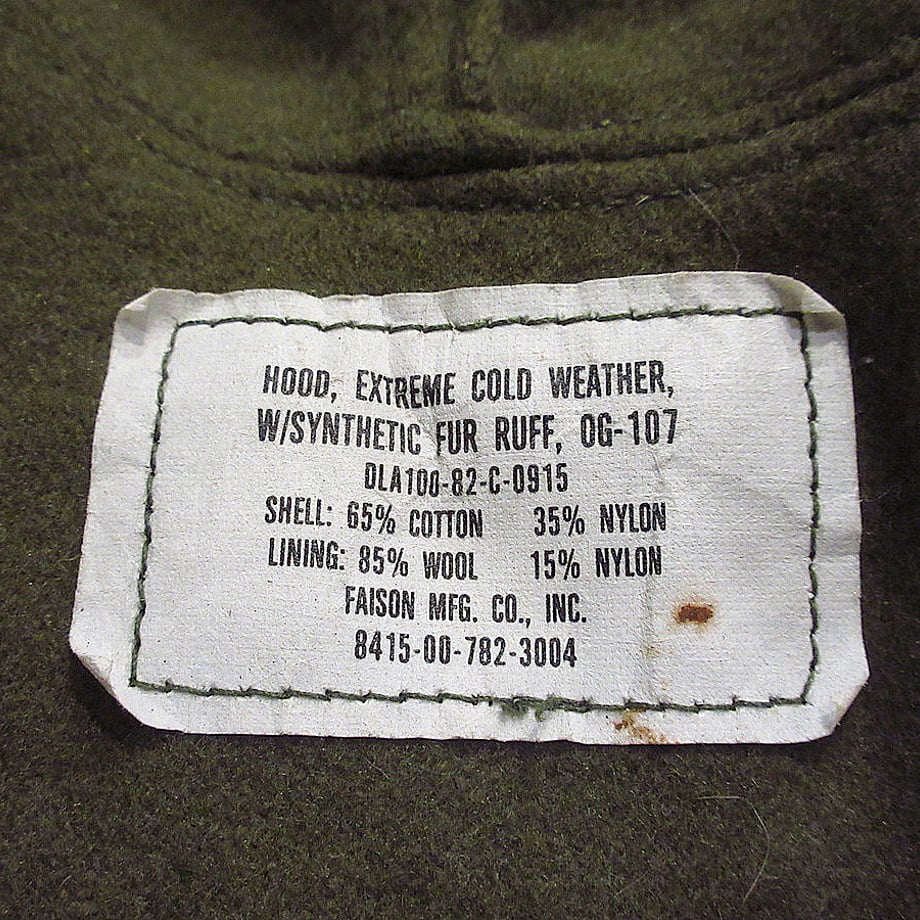 HOOD, EXTREME COLD WEATHER,
W/SYNTHETIC FUR RUFF, OG-107
DLA100-82-C-0915
SHELL: 65% COTTON 35% NYLON
LINING: 85% WOOL 15% NYLON
FAISON MFG. CO., INC.
8415-00-782-3004